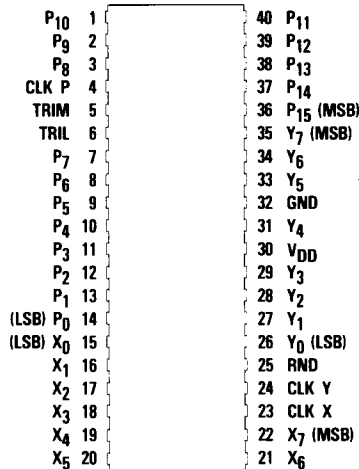 P10 1 40 P11
P9 2 39 P12
P8 3 38 P13
CLK P 4 37 P14
TRIM 5 36 P15 (MSB)
TRIL 6 35 Y7 (MSB)
P7 7 34 Y6
P6 8 33 Y5
P5 9 32 GND
P4 10 31 Y4
P3 11 30 VDD
P2 12 29 Y3
P1 13 28 Y2
(LSB) P0 14 27 Y1
(LSB) X0 15 26 Y0 (LSB)
X1 16 25 RND
X2 17 24 CLK Y
X3 18 23 CLK X
X4 19 22 X7 (MSB)
X5 20 21 X6